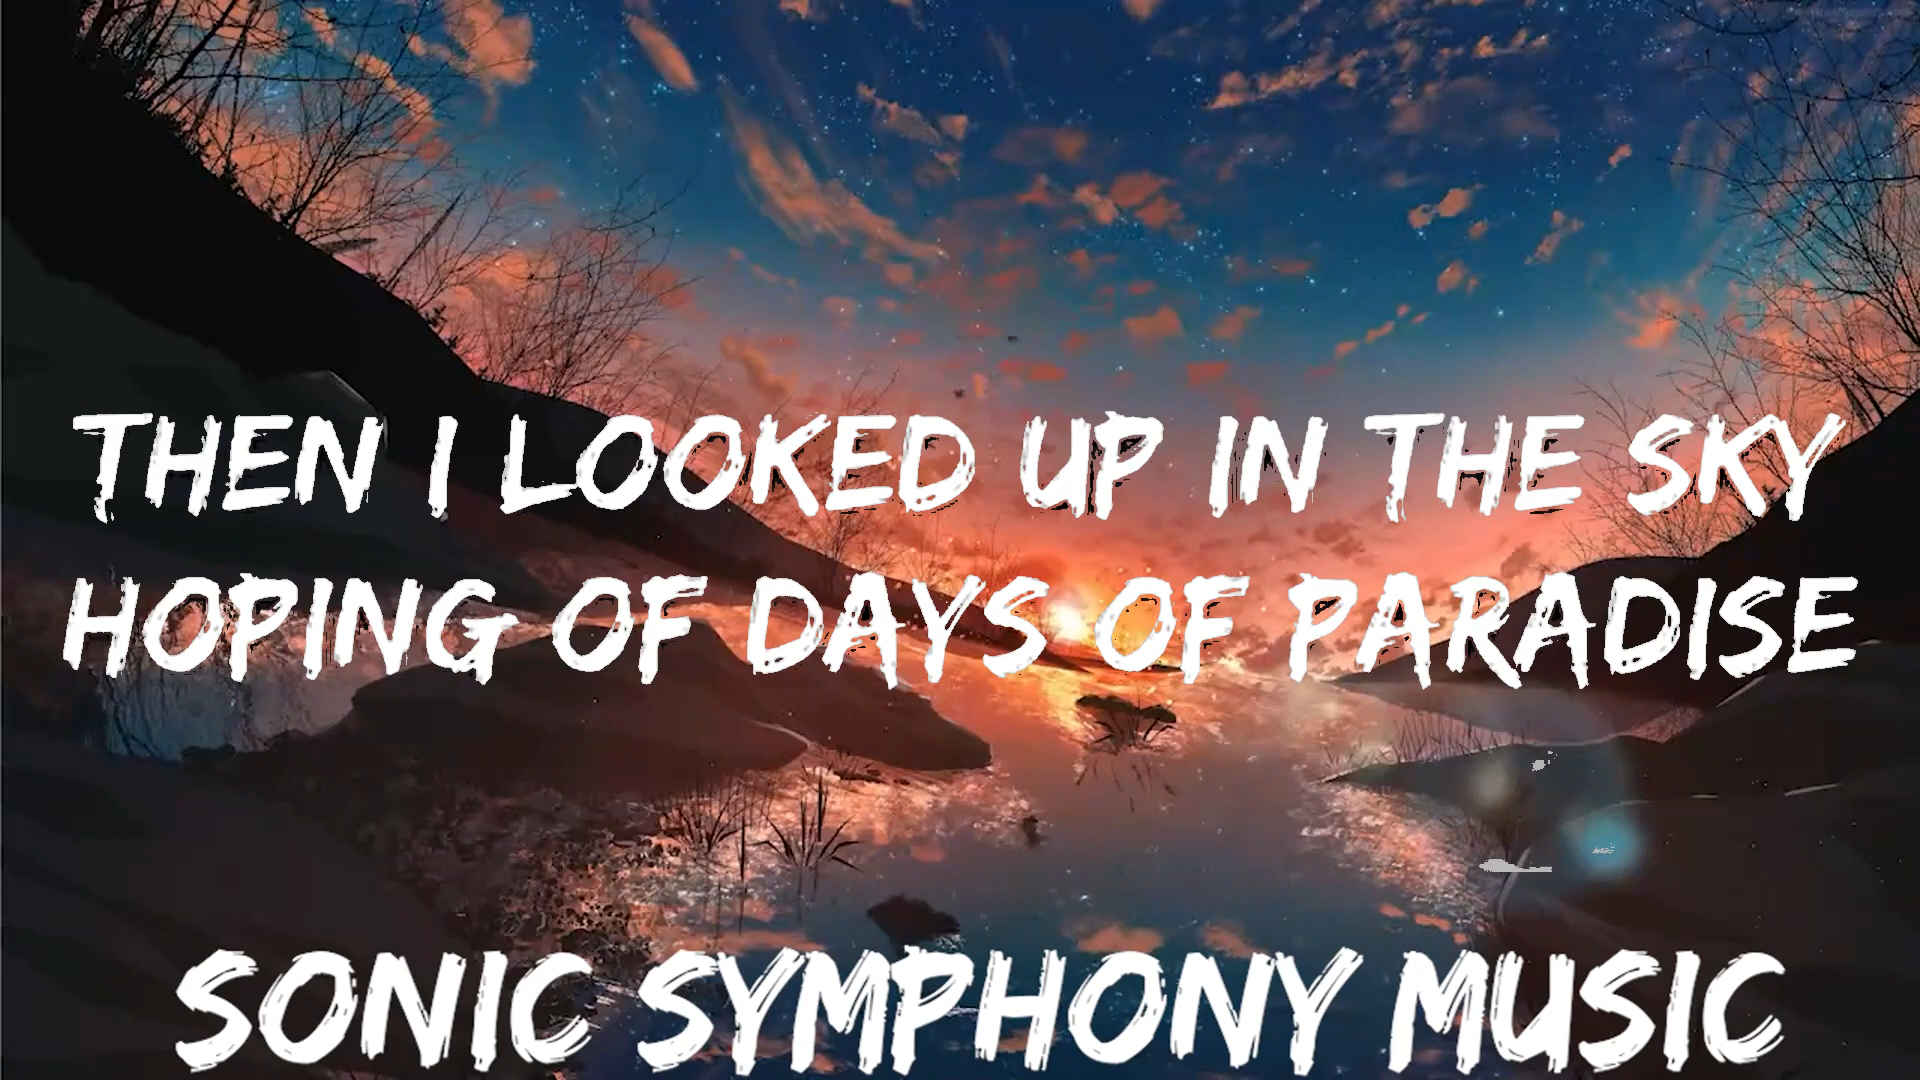 THEN I LOOKED UP IN THE SKY
HOPING OF DAYS OF PARADISE
SONIC SYMPHONY MUSIC